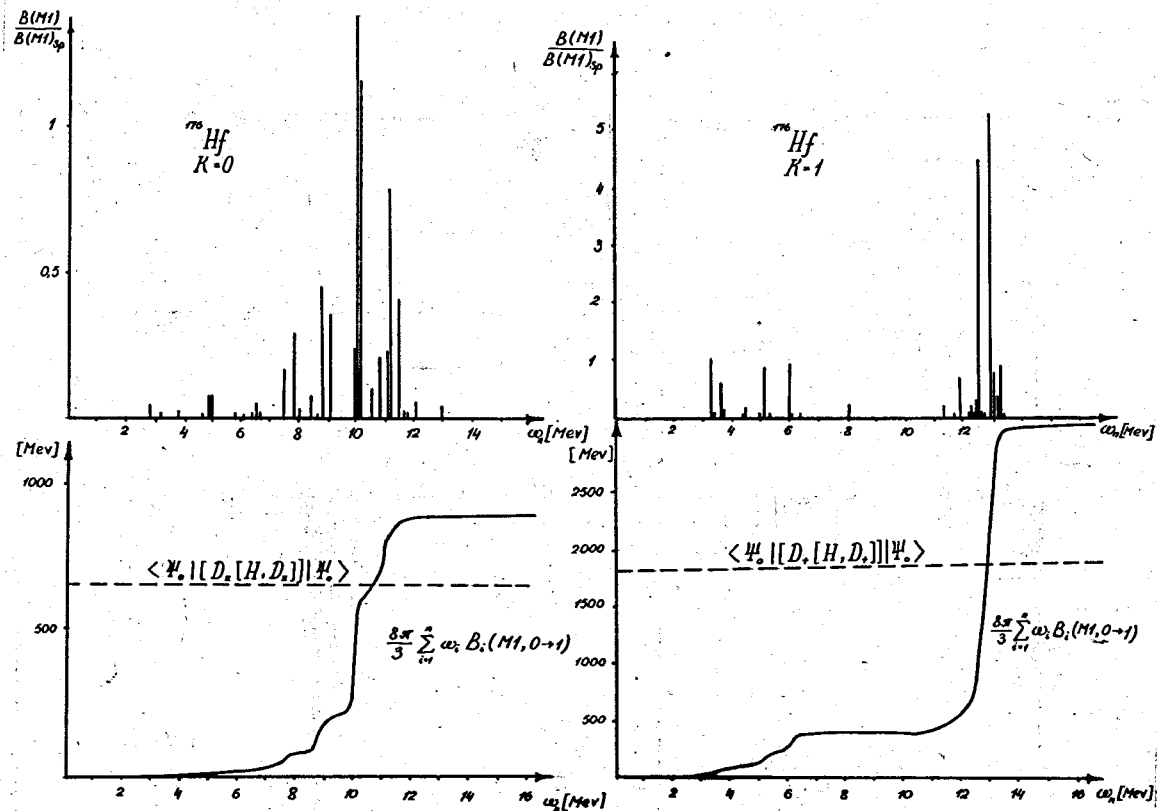 B(M1)
B(M1)sp
1
0,5
¹⁷⁶Hf
K=0
2 4 6 8 10 12 14 ωn[Mev]
B(M1)
B(M1)sp
5
4
3
2
1
¹⁷⁶Hf
K=1
2 4 6 8 10 12 ωn[Mev]
[Mev]
1000
500
<Ψ₀|[Dz[H,Dz]]|Ψ₀>
8π/3 Σ ωi Bi(M1,0→1)
n
i=1
2 4 6 8 10 12 14 16 ωn[Mev]
[Mev]
2500
2000
1500
1000
500
<Ψ₀|[D+[H,D+]]|Ψ₀>
8π/3 Σ ωi Bi(M1,0→1)
n
i=1
2 4 6 8 10 12 14 16 ωn[Mev]